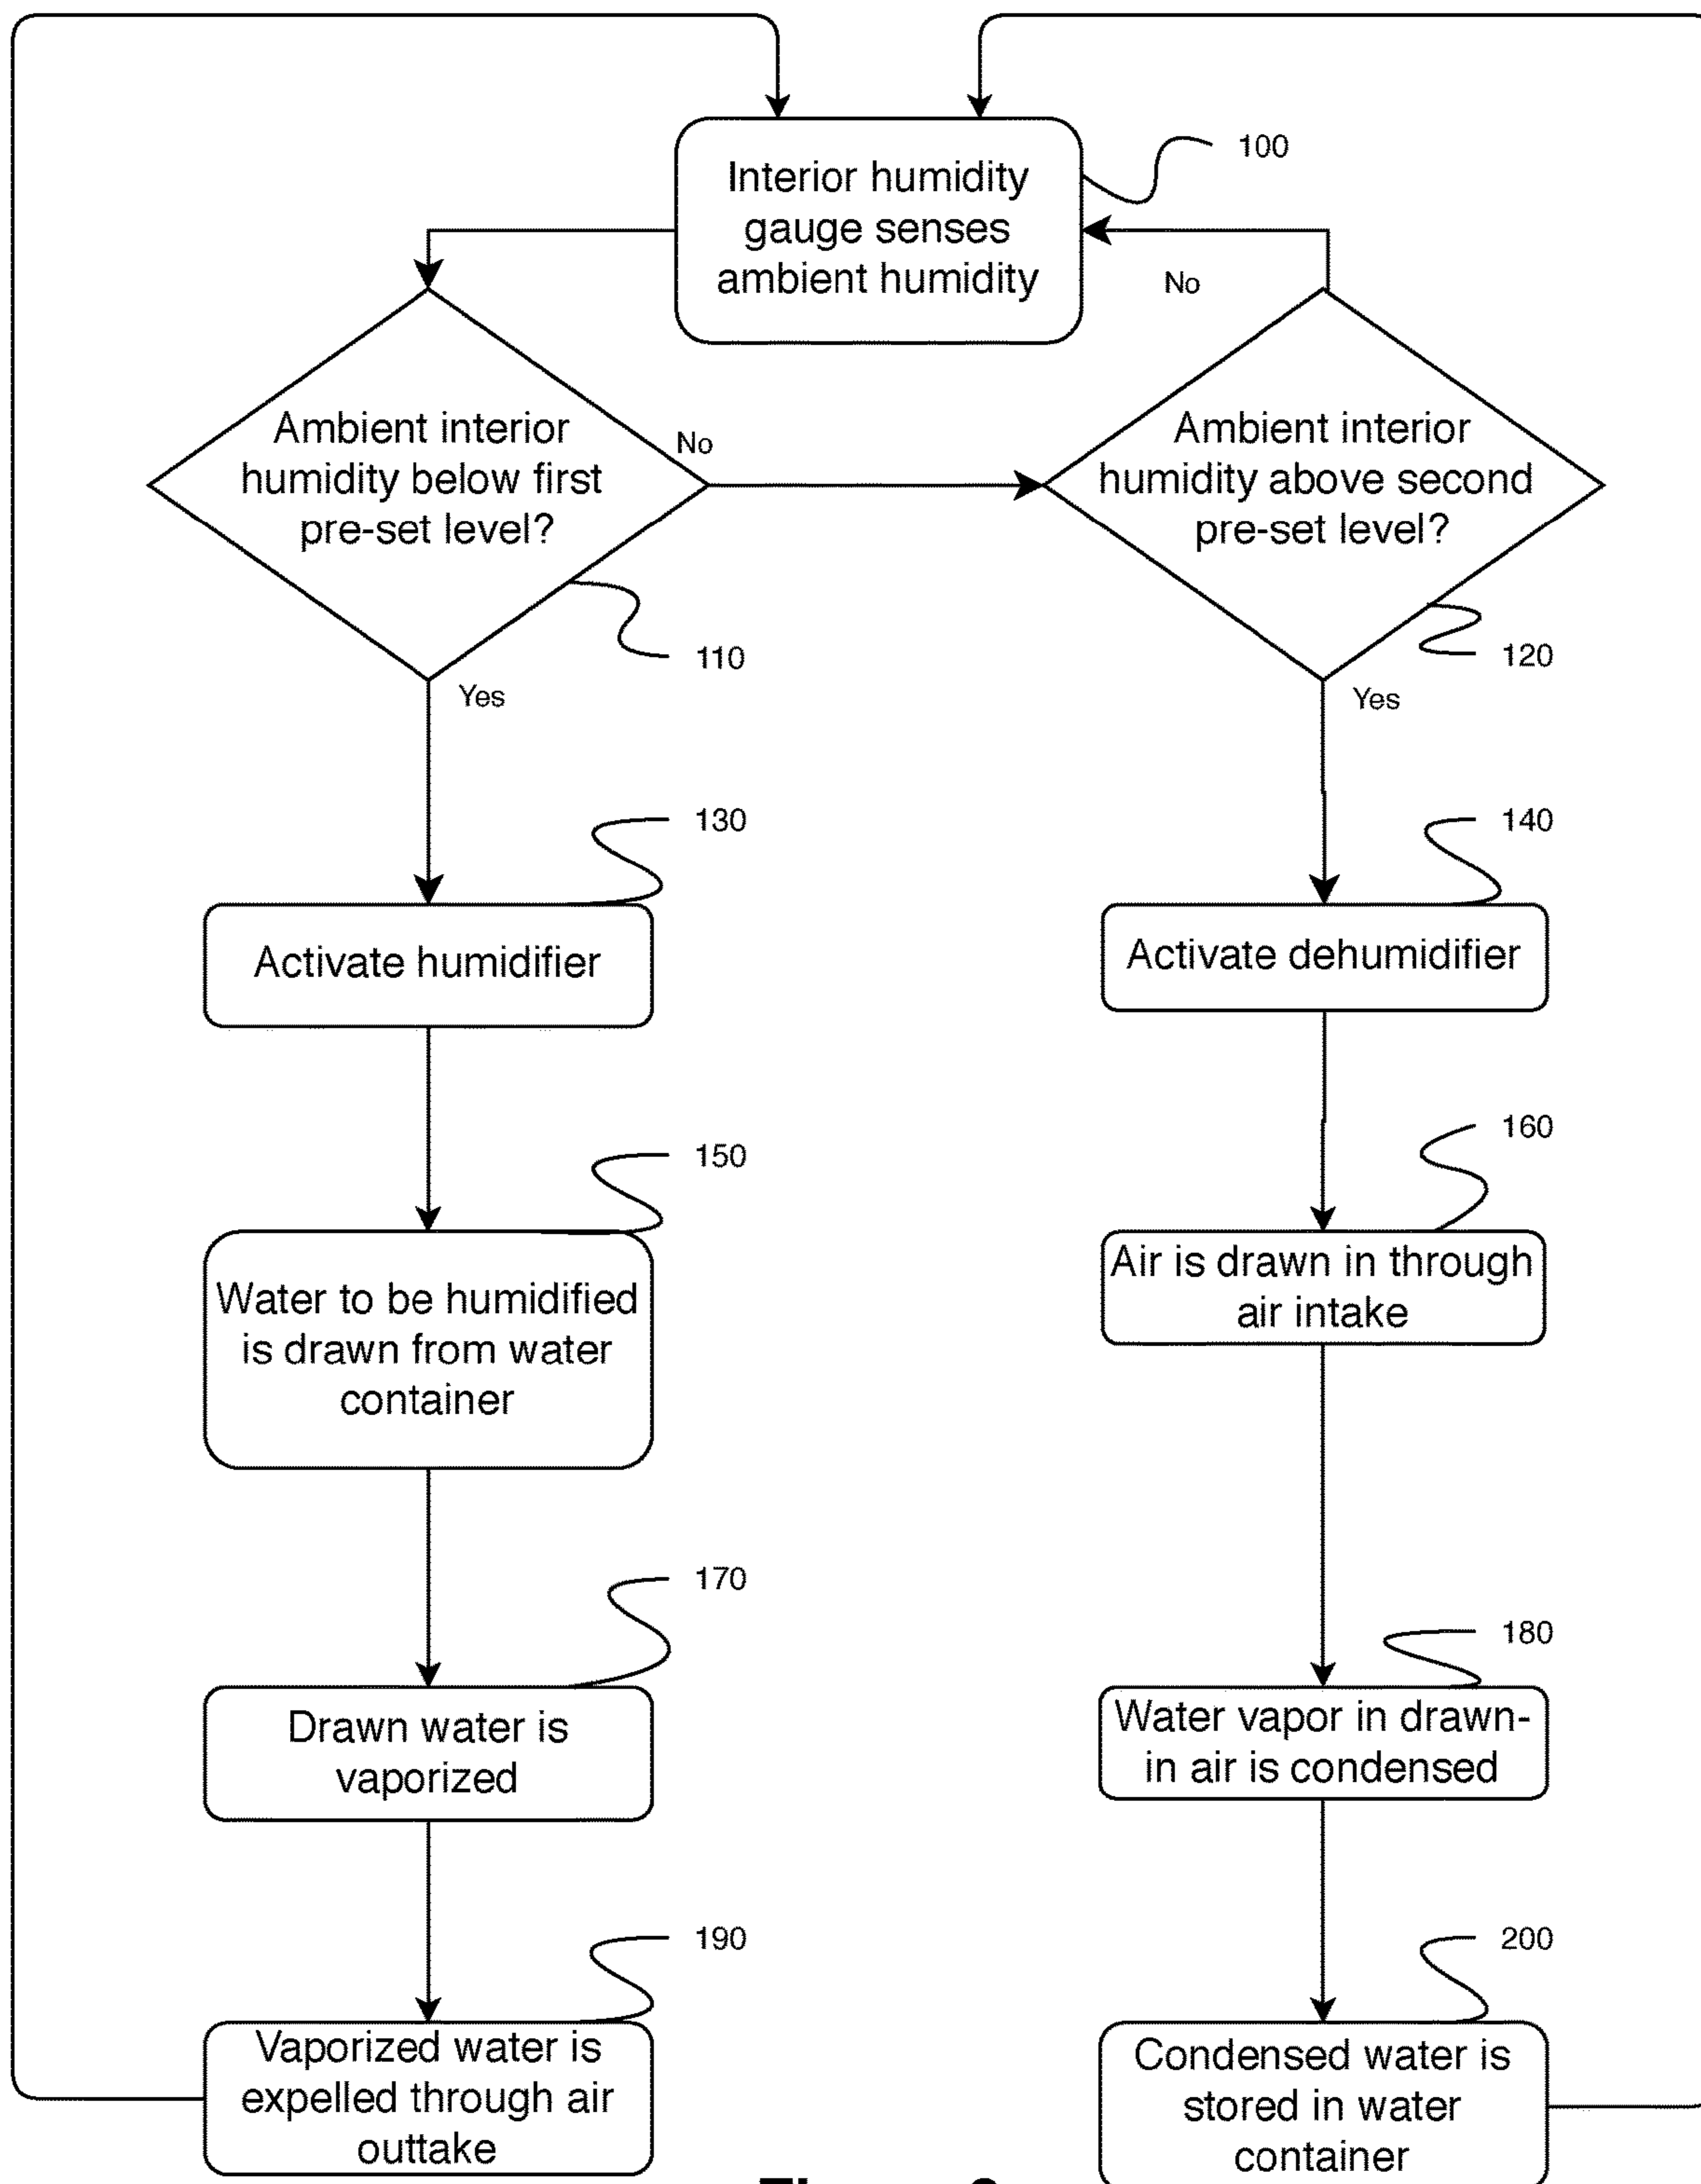 100
Interior humidity
gauge senses
ambient humidity
No
Ambient interior
humidity below first
pre-set level?
No
Ambient interior
humidity above second
pre-set level?
110
120
Yes
Yes
130
140
Activate humidifier
Activate dehumidifier
150
160
Water to be humidified
is drawn from water
container
Air is drawn in through
air intake
170
180
Drawn water is
vaporized
Water vapor in drawn-
in air is condensed
190
200
Vaporized water is
expelled through air
outtake
Condensed water is
stored in water
container